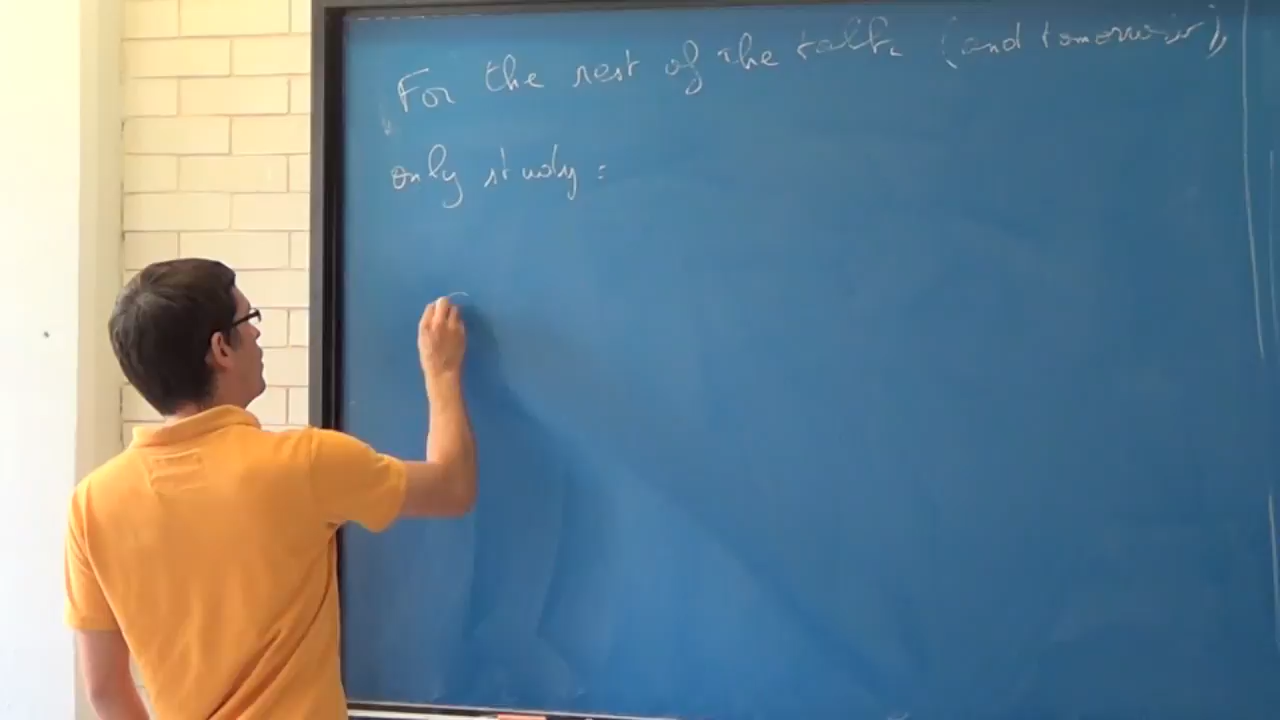 For the rest of the talk (and tomorrow),
only study: